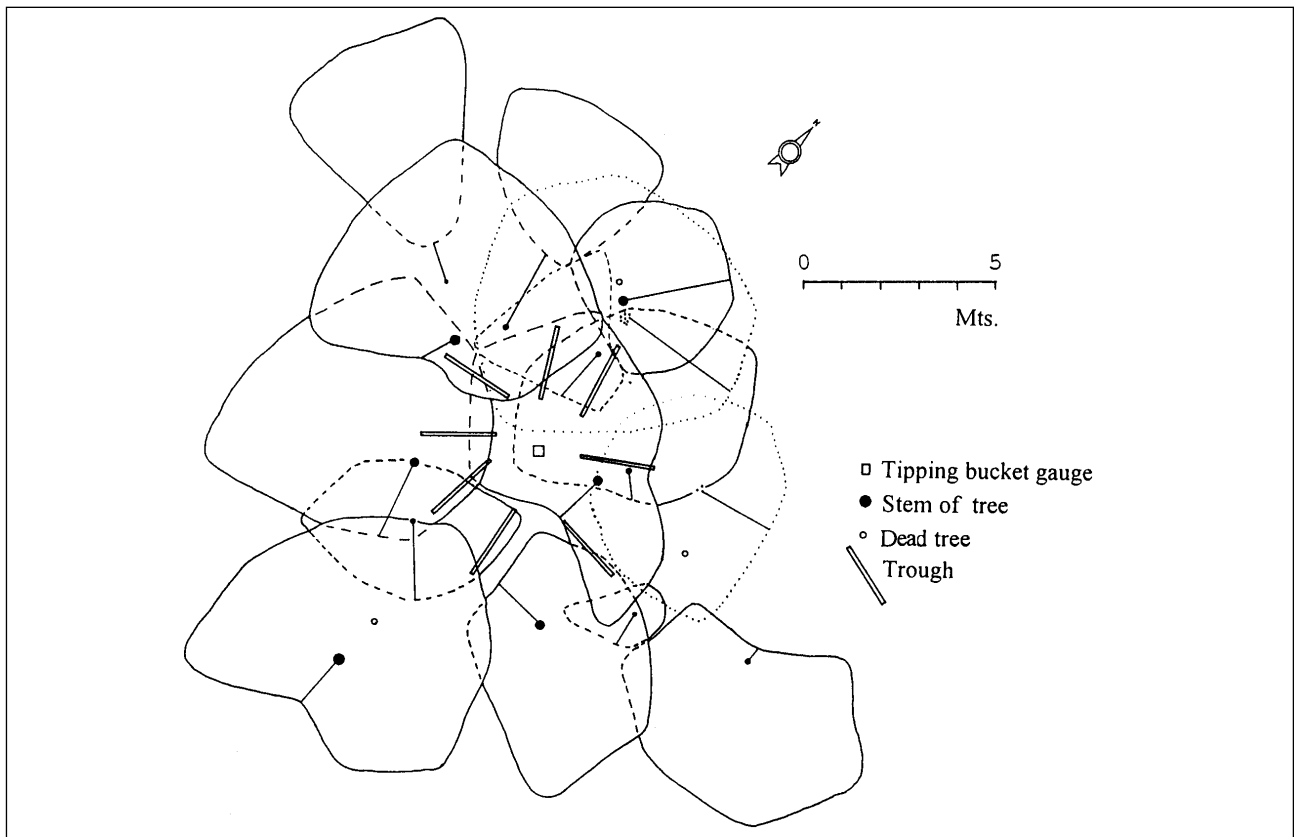 N
0 5
Mts.
Tipping bucket gauge
Stem of tree
Dead tree
Trough